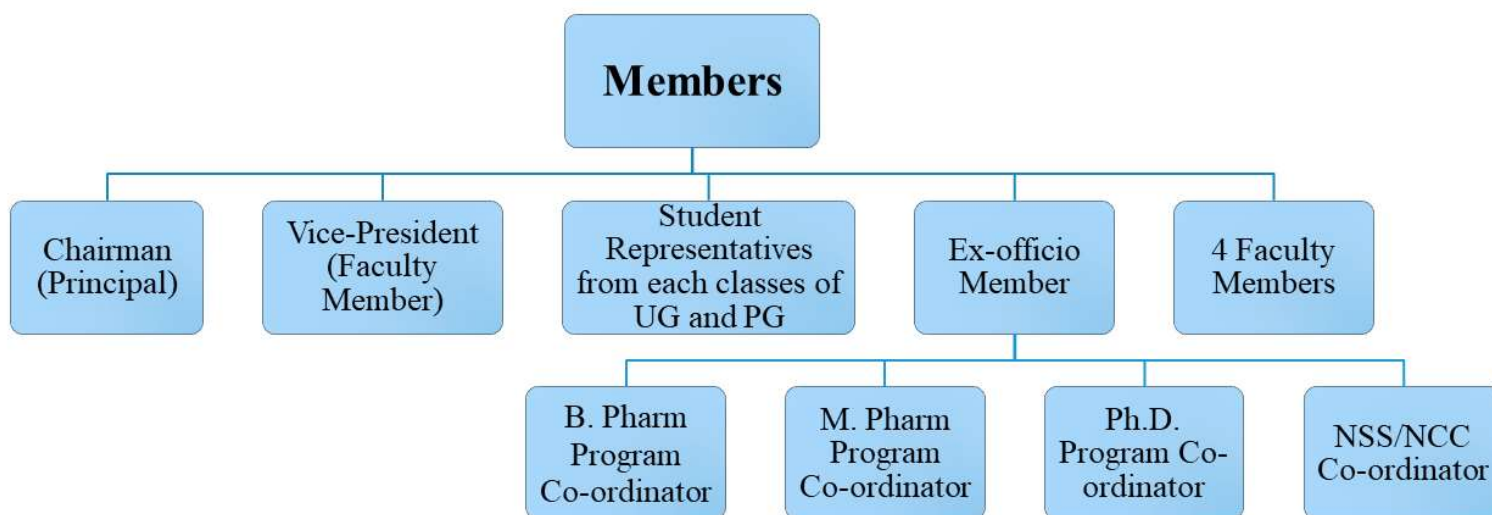 Members
Chairman
(Principal)
Vice-President
(Faculty
Member)
Student
Representatives
from each classes of
UG and PG
Ex-officio
Member
4 Faculty
Members
B. Pharm
Program
Co-ordinator
M. Pharm
Program
Co-ordinator
Ph.D.
Program Co-
ordinator
NSS/NCC
Co-ordinator